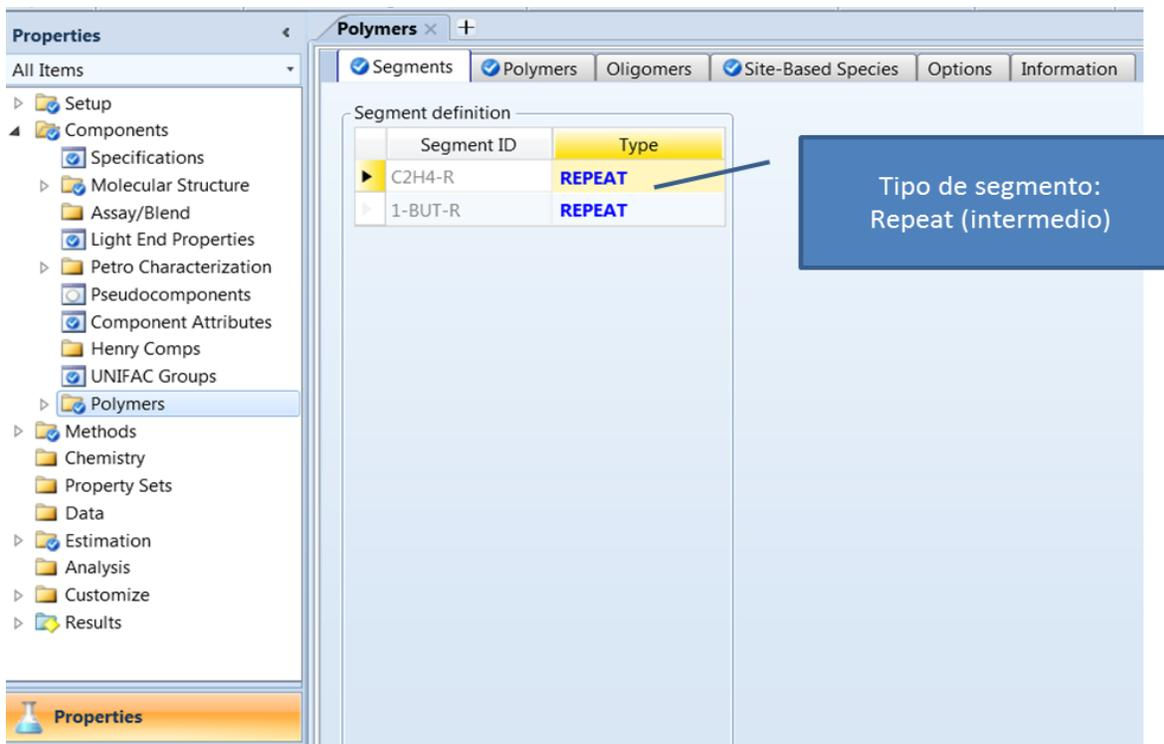 Properties
All Items
Setup
Components
Specifications
Molecular Structure
Assay/Blend
Light End Properties
Petro Characterization
Pseudocomponents
Component Attributes
Henry Comps
UNIFAC Groups
Polymers
Methods
Chemistry
Property Sets
Data
Estimation
Analysis
Customize
Results
Properties
Polymers
Segments Polymers Oligomers Site-Based Species Options Information
Segment definition
Segment ID Type
C2H4-R REPEAT
1-BUT-R REPEAT
Tipo de segmento:
Repeat (intermedio)